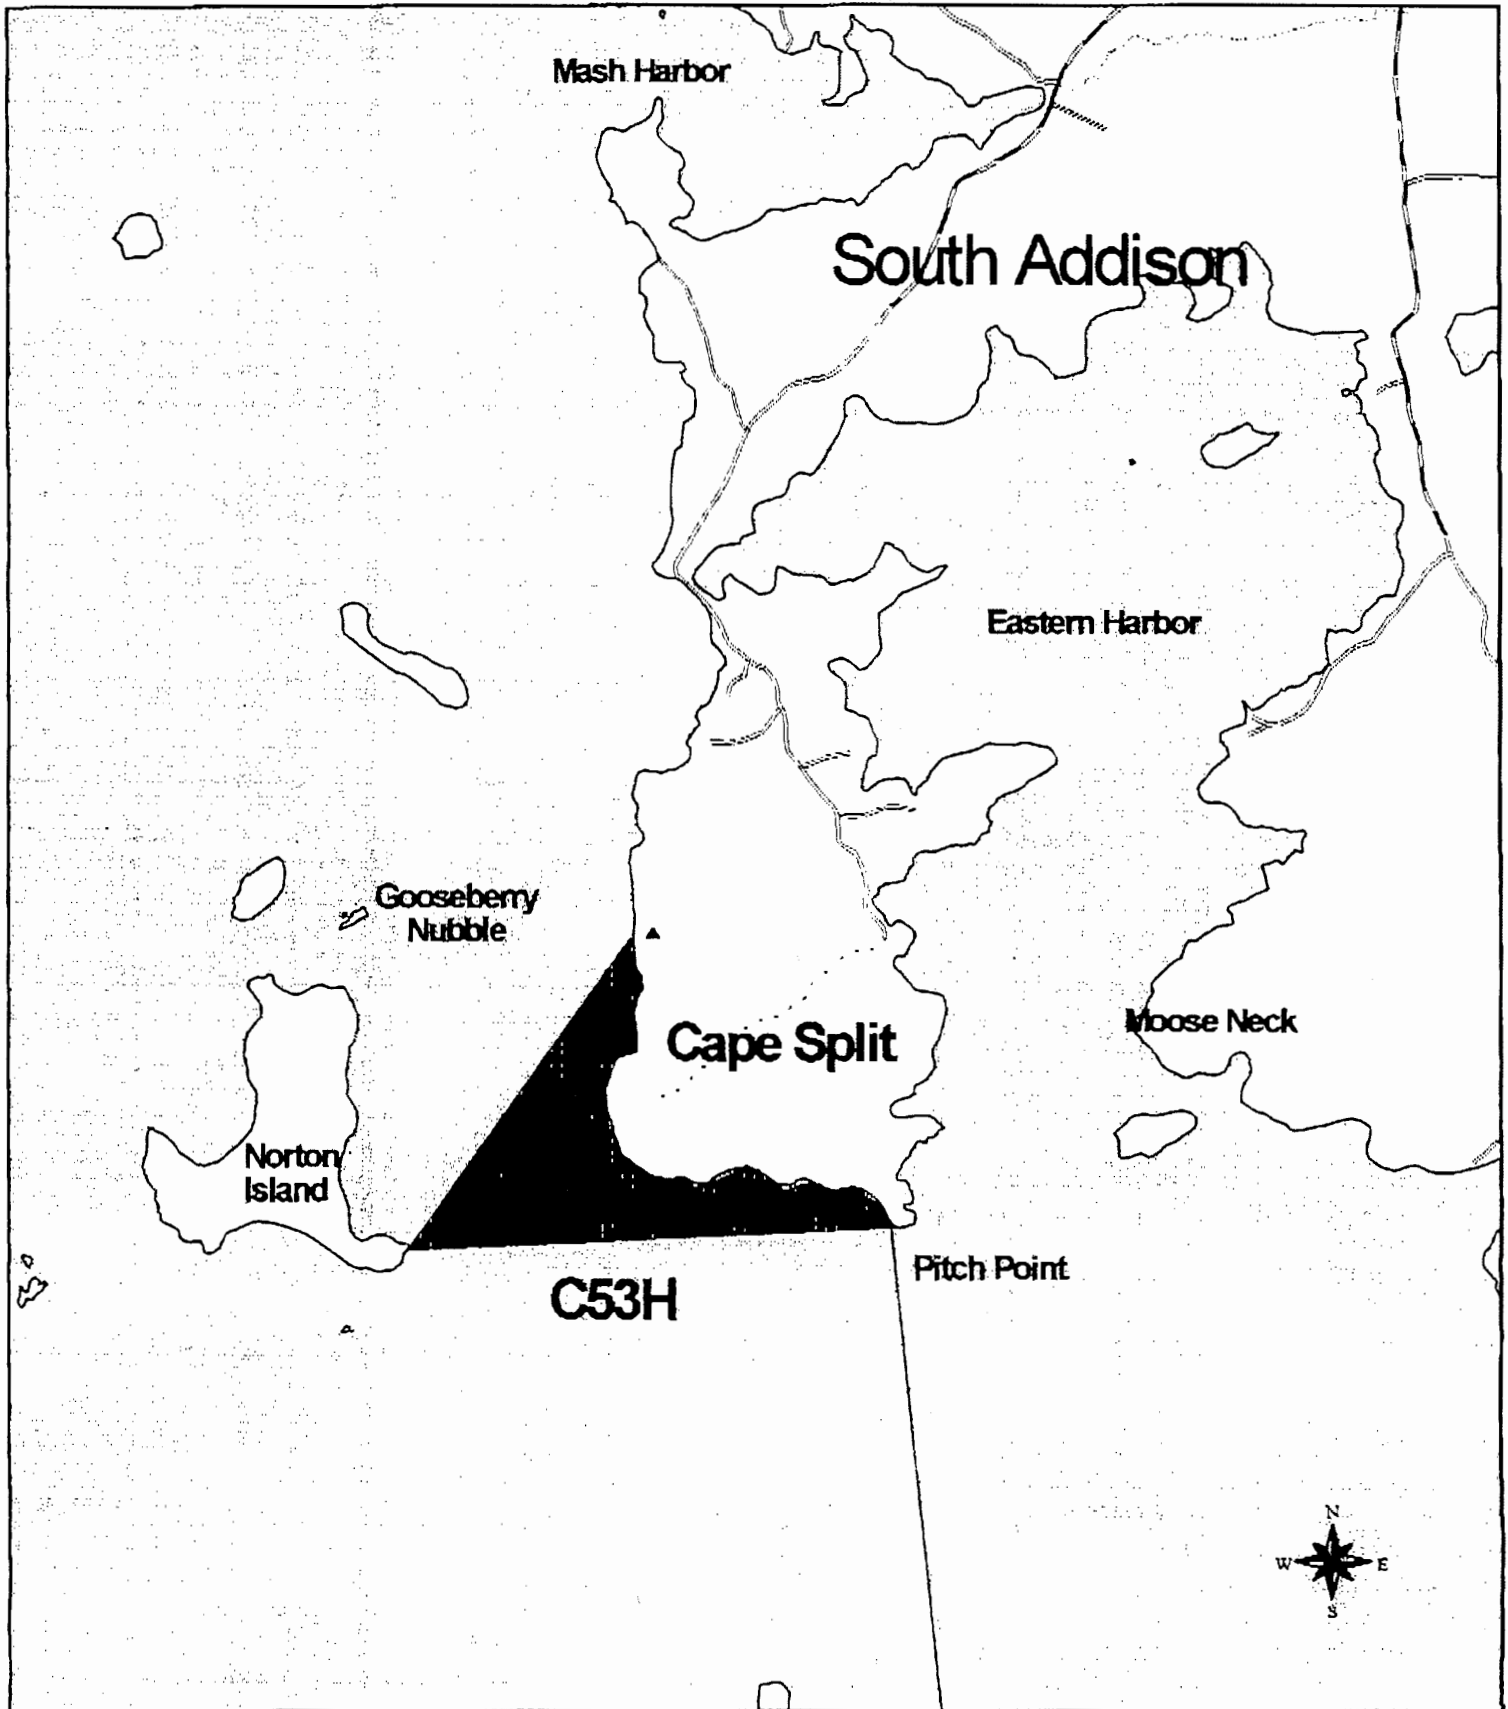 Mash Harbor
South Addison
Eastern Harbor
Gooseberry
Nubble
Moose Neck
Cape Split
Norton
Island
Pitch Point
C53H
N
W E
S